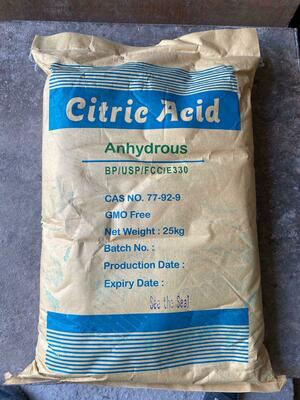 Citric Acid
Anhydrous
BP/USP/FCC/E330
CAS NO. 77-92-9
GMO Free
Net Weight : 25kg
Batch No. :
Production Date :
Expiry Date :
See the Seal